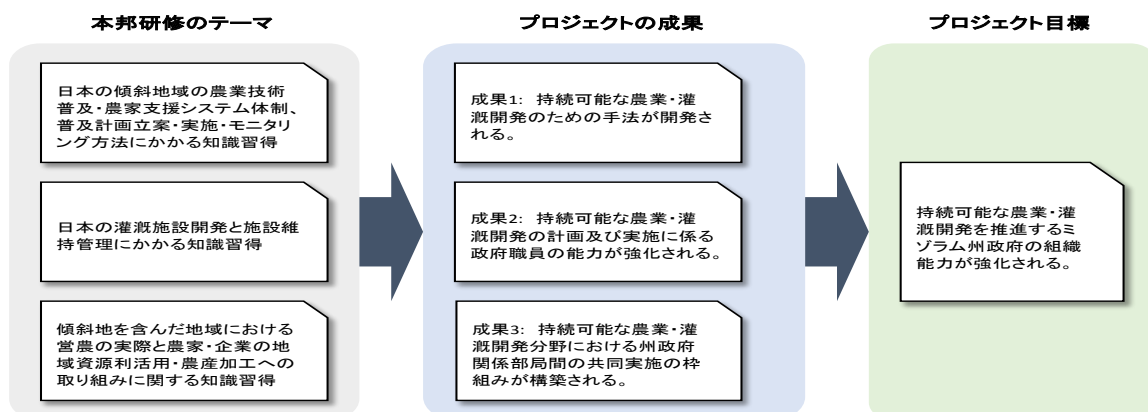 本邦研修のテーマ
日本の傾斜地域の農業技術
普及・農家支援システム体制、
普及計画立案・実施・モニタリ
ング方法にかかる知識習得
日本の灌漑施設開発と施設維
持管理にかかる知識習得
傾斜地を含んだ地域における
営農の実際と農家・企業の地
域資源利活用・農産加工への
取り組みに関する知識習得
プロジェクトの成果
成果1: 持続可能な農業・灌
漑開発のための手法が開発さ
れる。
成果2: 持続可能な農業・灌
漑開発の計画及び実施に係る
政府職員の能力が強化される。
成果3: 持続可能な農業・灌
漑開発分野における州政府
関係部局間の共同実施の枠
組みが構築される。
プロジェクト目標
持続可能な農業・灌
漑開発を推進するミ
ゾラム州政府の組織
能力が強化される。